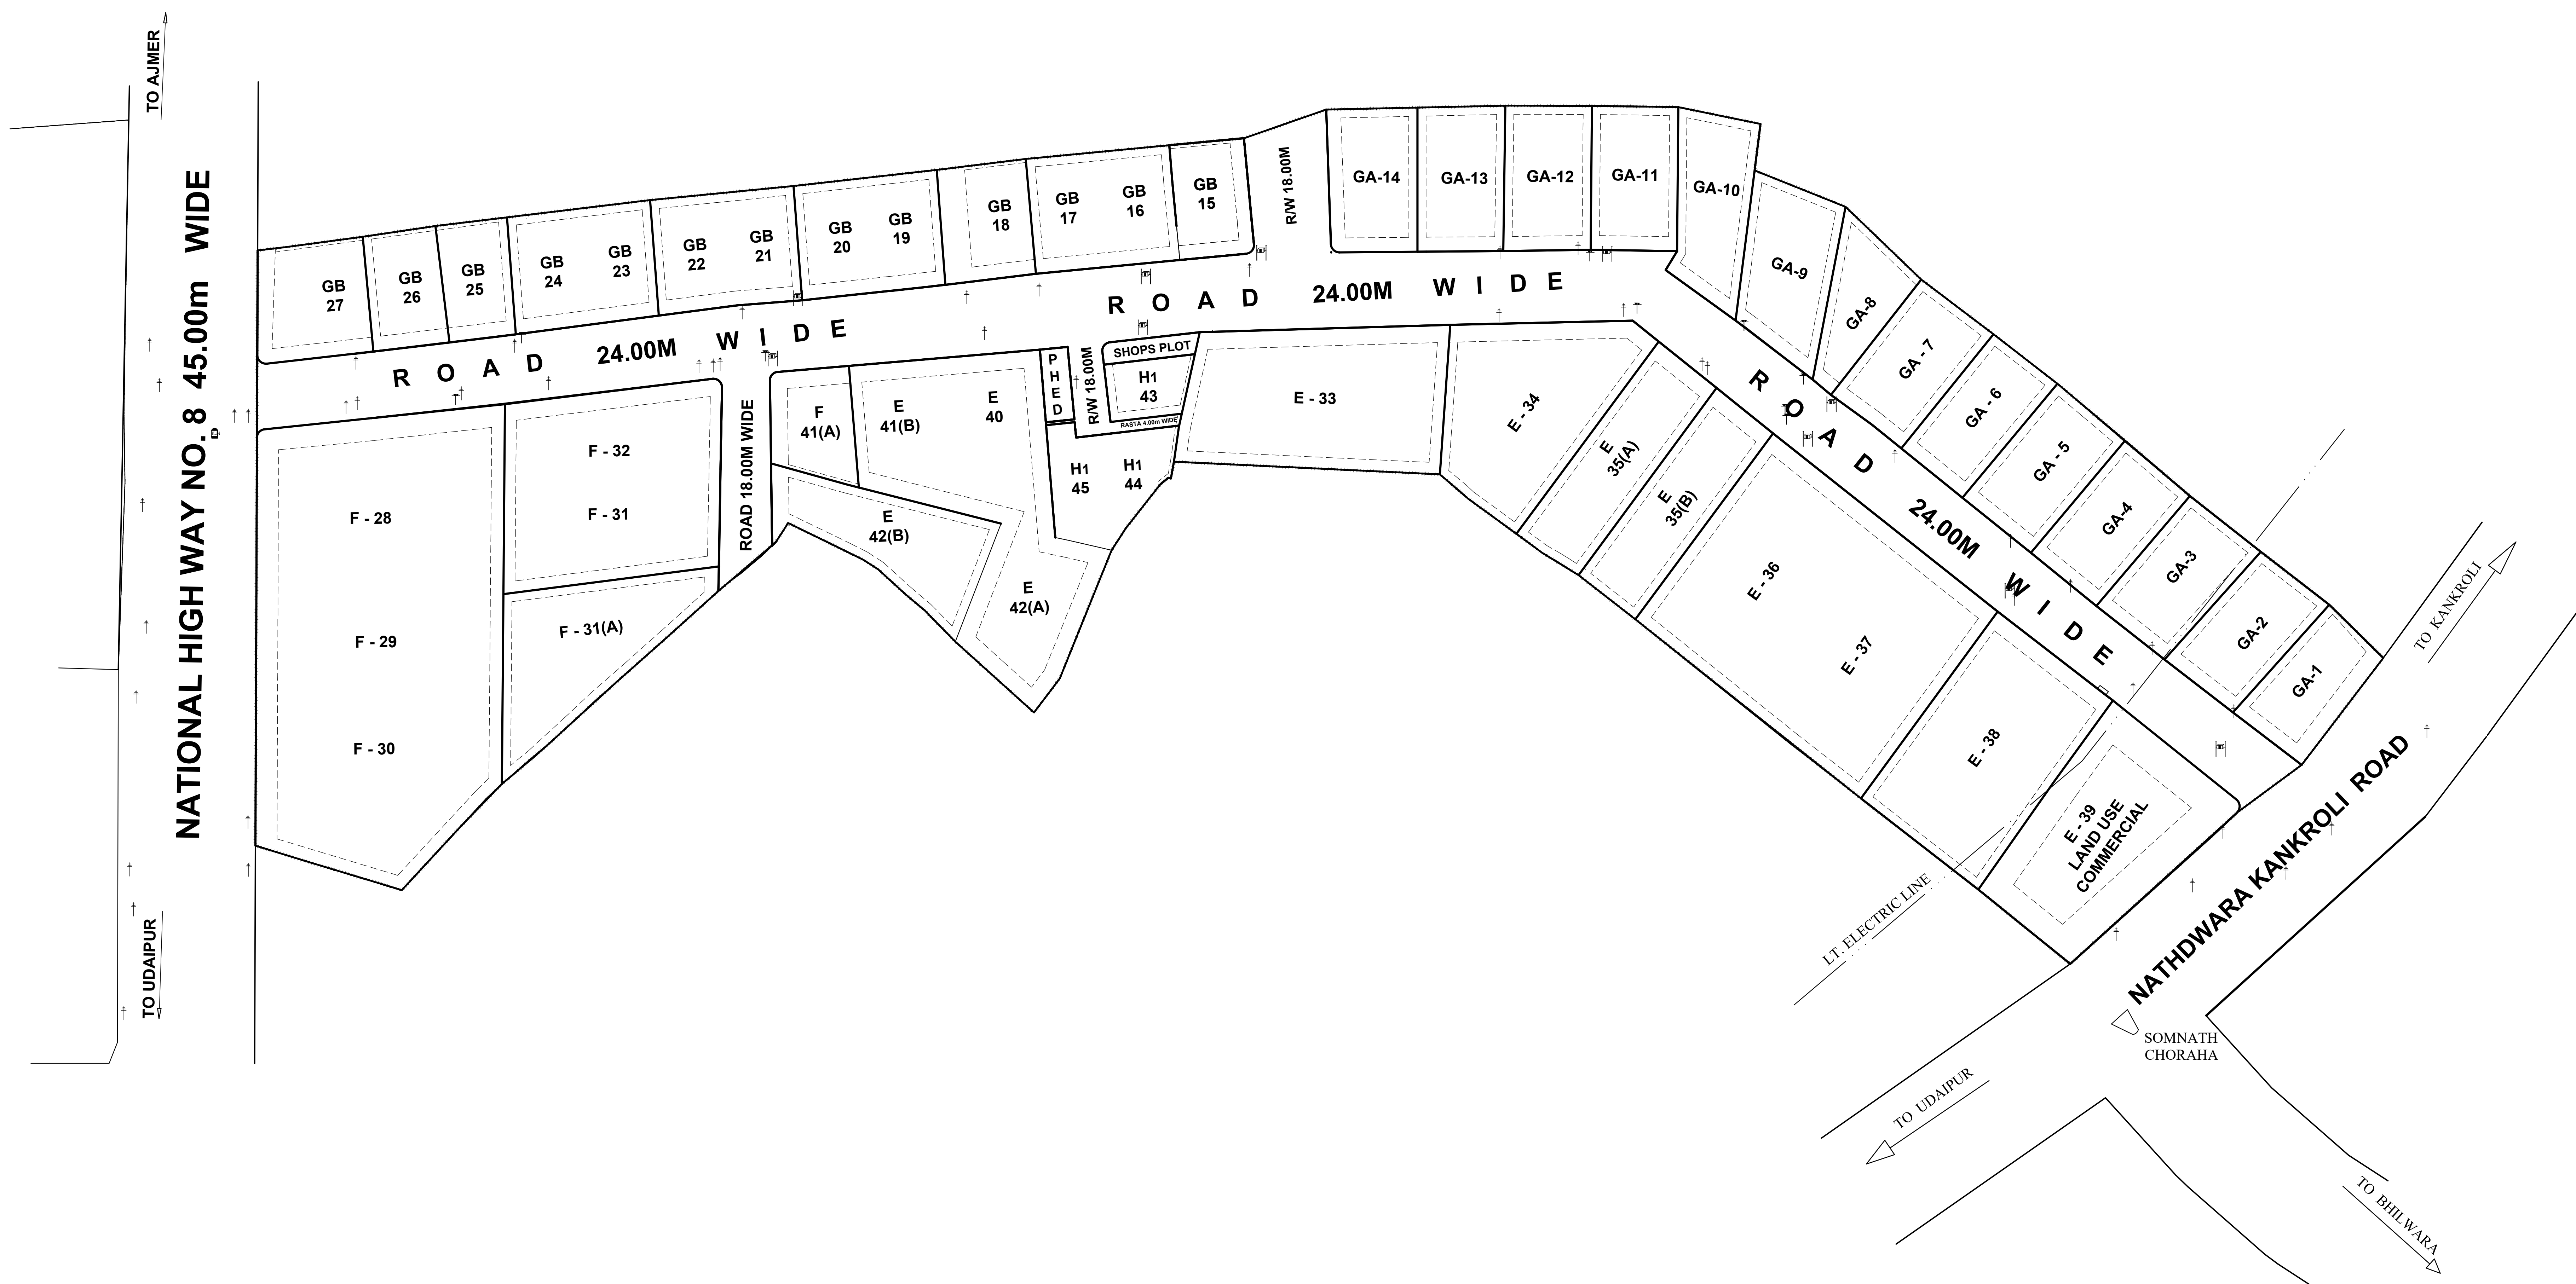 TO AJMER
NATIONAL HIGH WAY NO. 8 45.00m WIDE
TO UDAIPUR
GB
27
GB
26
GB
25
GB
24
GB
23
GB
22
GB
21
GB
20
GB
19
GB
18
GB
17
GB
16
GB
15
R/W 18.00M
GA-14
GA-13
GA-12
GA-11
GA-10
GA-9
GA-8
GA - 7
GA - 6
GA - 5
GA-4
GA-3
GA-2
GA-1
ROAD 24.00M WIDE
ROAD 24.00M WIDE
ROAD 24.00M WIDE
F - 28
F - 29
F - 30
F - 32
F - 31
F - 31(A)
ROAD 18.00M WIDE
F
41(A)
E
41(B)
E
40
E
42(B)
E
42(A)
PHED
R/W 18.00M
SHOPS PLOT
H1
43
RASTA 4.00m WIDE
H1
45
H1
44
E - 33
E - 34
E
35(A)
E
35(B)
E - 36
E - 37
E - 38
E - 39
LAND USE
COMMERCIAL
LT. ELECTRIC LINE
NATHDWARA KANKROLI ROAD
TO KANKROLI
SOMNATH
CHORAHA
TO UDAIPUR
TO BHILWARA